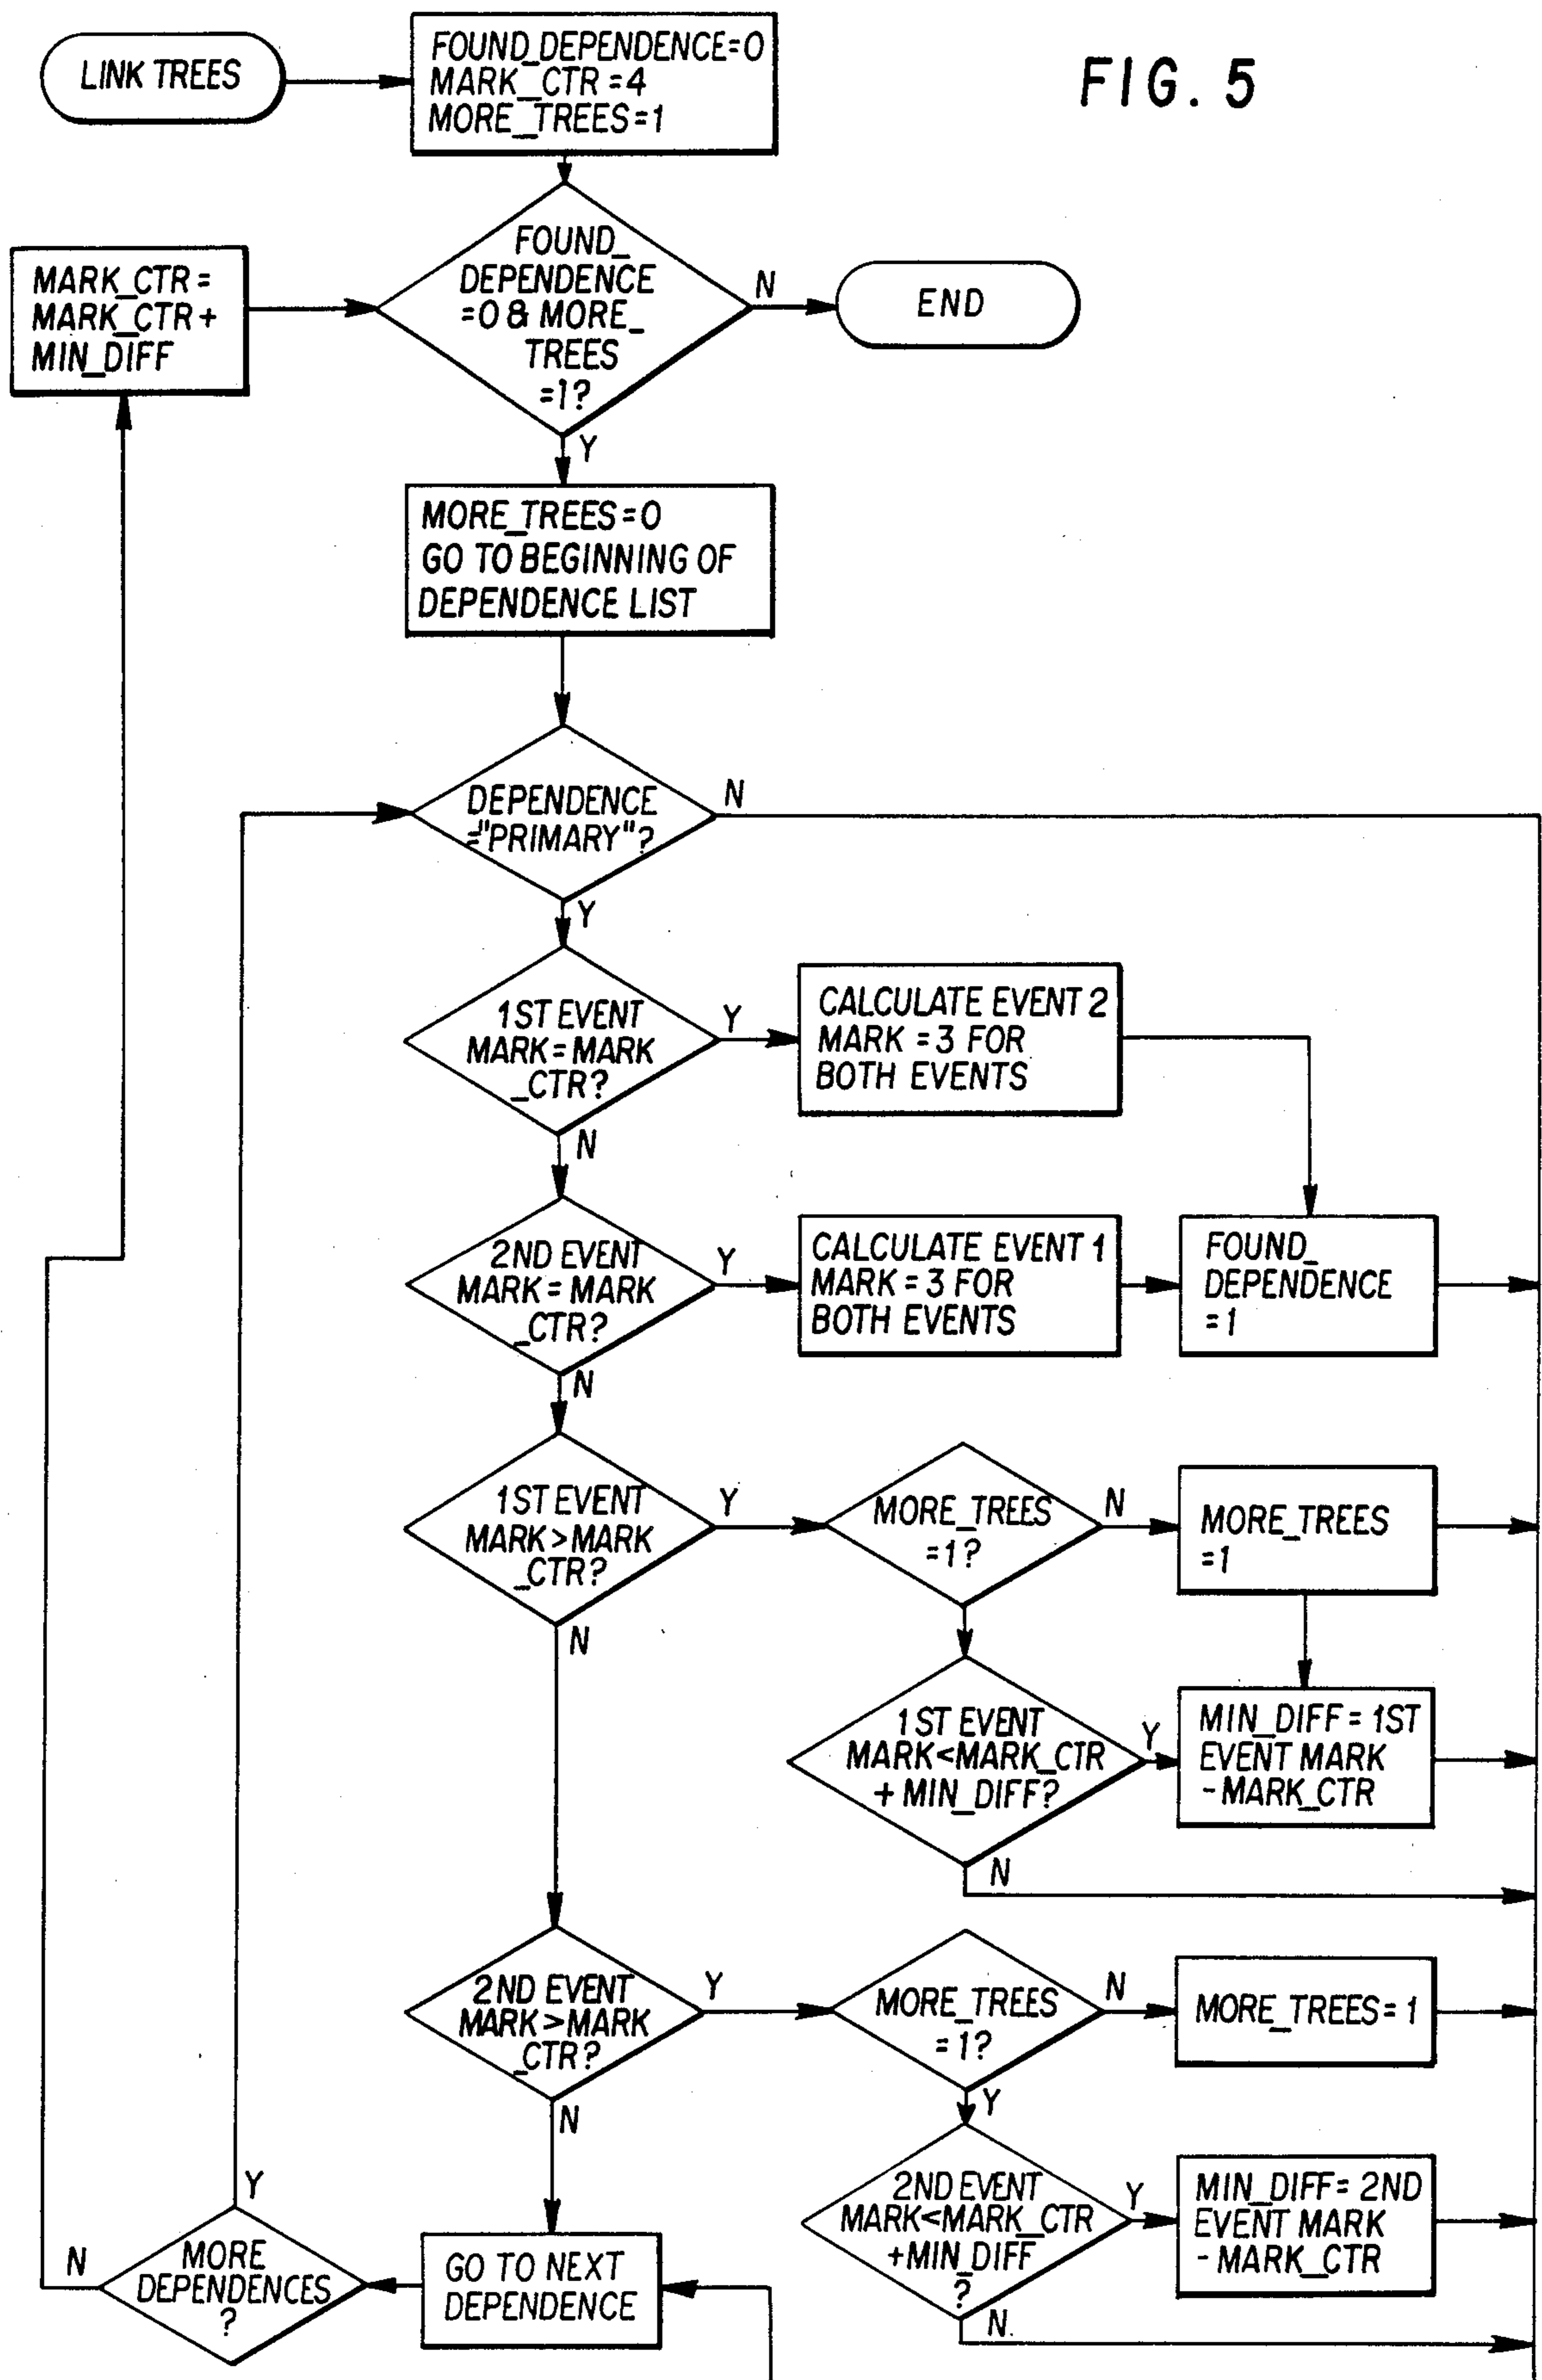 LINK TREES
FOUND_DEPENDENCE=0
MARK_CTR=4
MORE_TREES=1
FIG. 5
MARK_CTR=
MARK_CTR+
MIN_DIFF
FOUND_
DEPENDENCE
=0 & MORE_
TREES
=1?
N
END
Y
MORE_TREES=0
GO TO BEGINNING OF
DEPENDENCE LIST
DEPENDENCE
="PRIMARY"?
N
Y
1ST EVENT
MARK=MARK
_CTR?
Y
CALCULATE EVENT 2
MARK =3 FOR
BOTH EVENTS
N
2ND EVENT
MARK=MARK
_CTR?
Y
CALCULATE EVENT 1
MARK =3 FOR
BOTH EVENTS
FOUND_
DEPENDENCE
=1
N
1ST EVENT
MARK>MARK
_CTR?
Y
MORE_TREES
=1?
N
MORE_TREES
=1
N
1ST EVENT
MARK<MARK_CTR
+ MIN_DIFF?
Y
MIN_DIFF=1ST
EVENT MARK
-MARK_CTR
N
2ND EVENT
MARK>MARK
_CTR?
Y
MORE_TREES
=1?
N
MORE_TREES=1
Y
N
2ND EVENT
MARK<MARK_CTR
+MIN_DIFF
?
Y
MIN_DIFF=2ND
EVENT MARK
-MARK_CTR
N
Y
N
MORE
DEPENDENCES
?
GO TO NEXT
DEPENDENCE